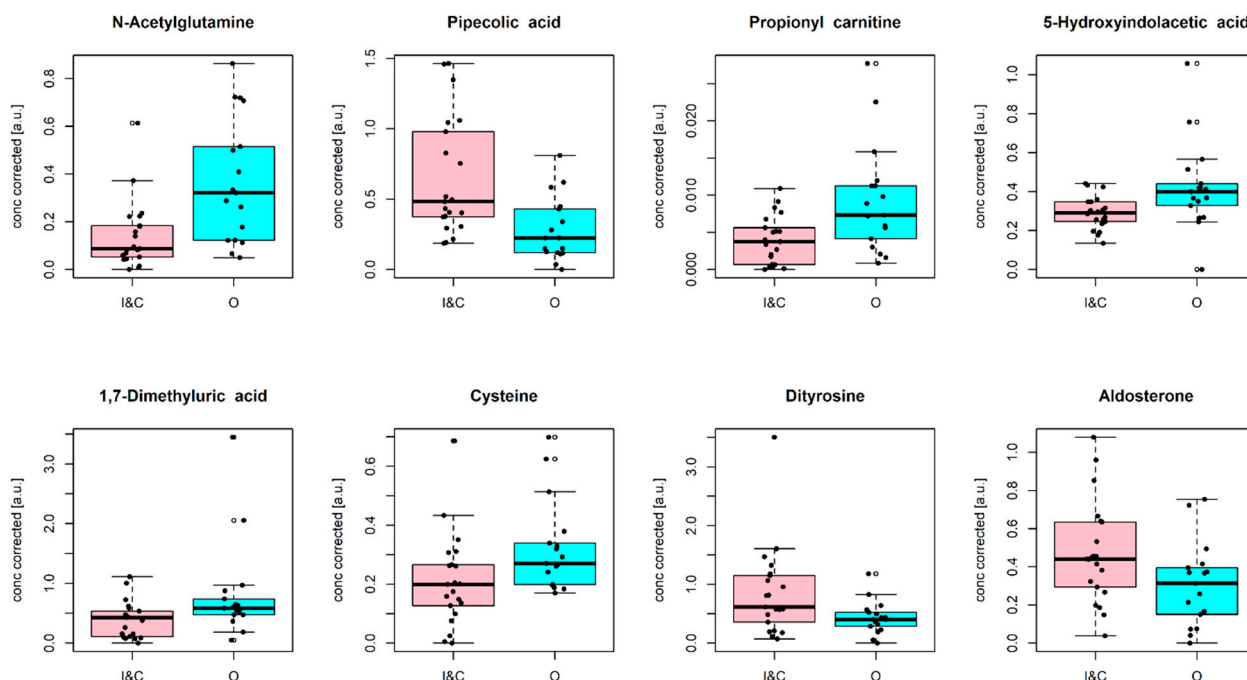 N-Acetylglutamine
Pipecolic acid
Propionyl carnitine
5-Hydroxyindolacetic acid
conc corrected [a.u.]
0.8
0.6
0.4
0.2
0.0
I&C
O
conc corrected [a.u.]
1.5
1.0
0.5
0.0
I&C
O
conc corrected [a.u.]
0.020
0.010
0.000
I&C
O
conc corrected [a.u.]
1.0
0.8
0.6
0.4
0.2
0.0
I&C
O
1,7-Dimethyluric acid
Cysteine
Dityrosine
Aldosterone
conc corrected [a.u.]
3.0
2.0
1.0
0.0
I&C
O
conc corrected [a.u.]
0.6
0.4
0.2
0.0
I&C
O
conc corrected [a.u.]
3.0
2.0
1.0
0.0
I&C
O
conc corrected [a.u.]
1.0
0.8
0.6
0.4
0.2
0.0
I&C
O